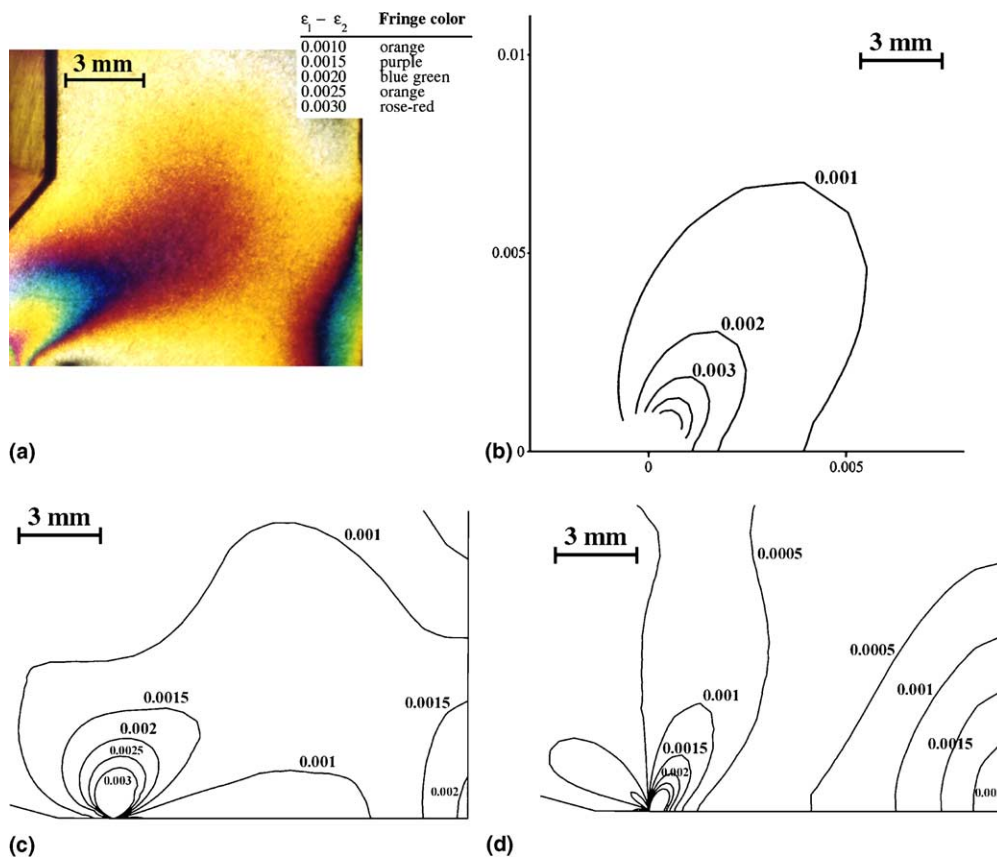 ε1 − ε2 Fringe color
0.0010 orange
0.0015 purple
0.0020 blue green
0.0025 orange
0.0030 rose-red
3 mm
(a)
3 mm
0.01
0.005
0
0
0.005
0.001
0.002
0.003
(b)
3 mm
0.001
0.0015
0.002
0.0025
0.003
0.001
0.0015
0.002
(c)
3 mm
0.0005
0.001
0.0015
0.002
0.0005
0.001
0.0015
(d)